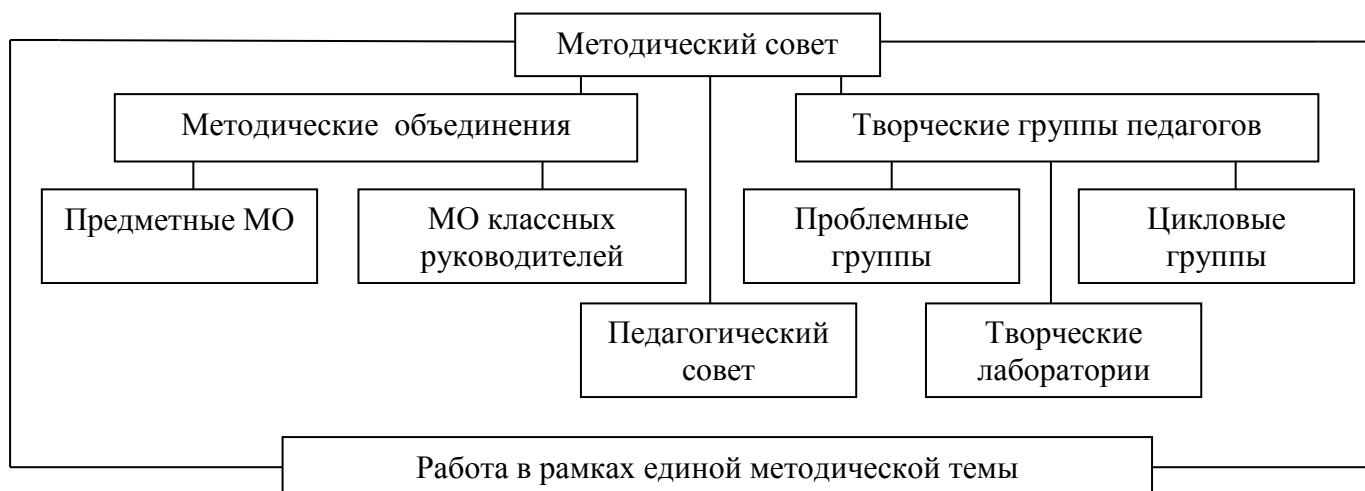 Методический совет
Методические объединения
Творческие группы педагогов
Предметные МО
МО классных
руководителей
Проблемные
группы
Цикловые
группы
Педагогический
совет
Творческие
лаборатории
Работа в рамках единой методической темы